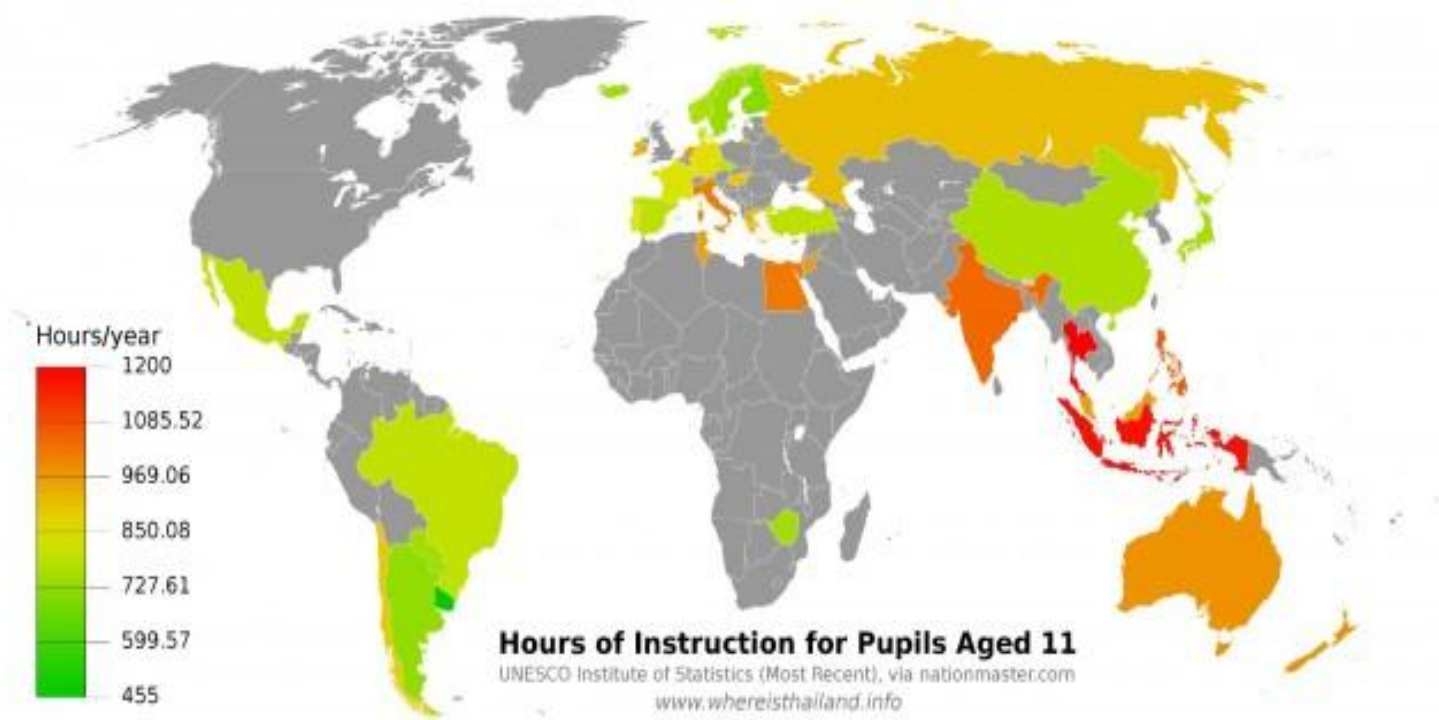 Hours/year
1200
1085.52
969.06
850.08
727.61
599.57
455
Hours of Instruction for Pupils Aged 11
UNESCO Institute of Statistics (Most Recent), via nationmaster.com
www.whereisthailand.info